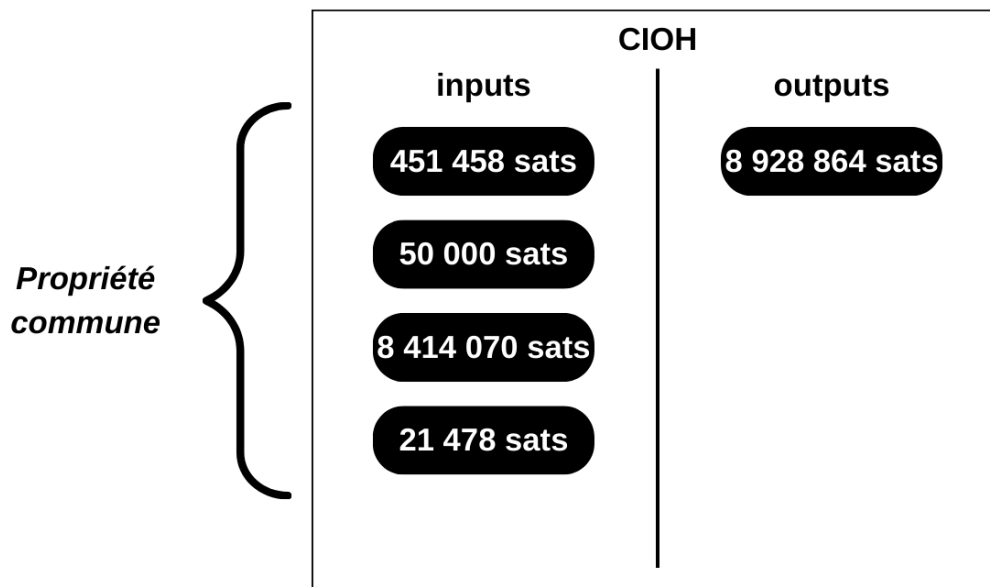 CIOH
inputs
outputs
451 458 sats
8 928 864 sats
50 000 sats
Propriété
commune
8 414 070 sats
21 478 sats